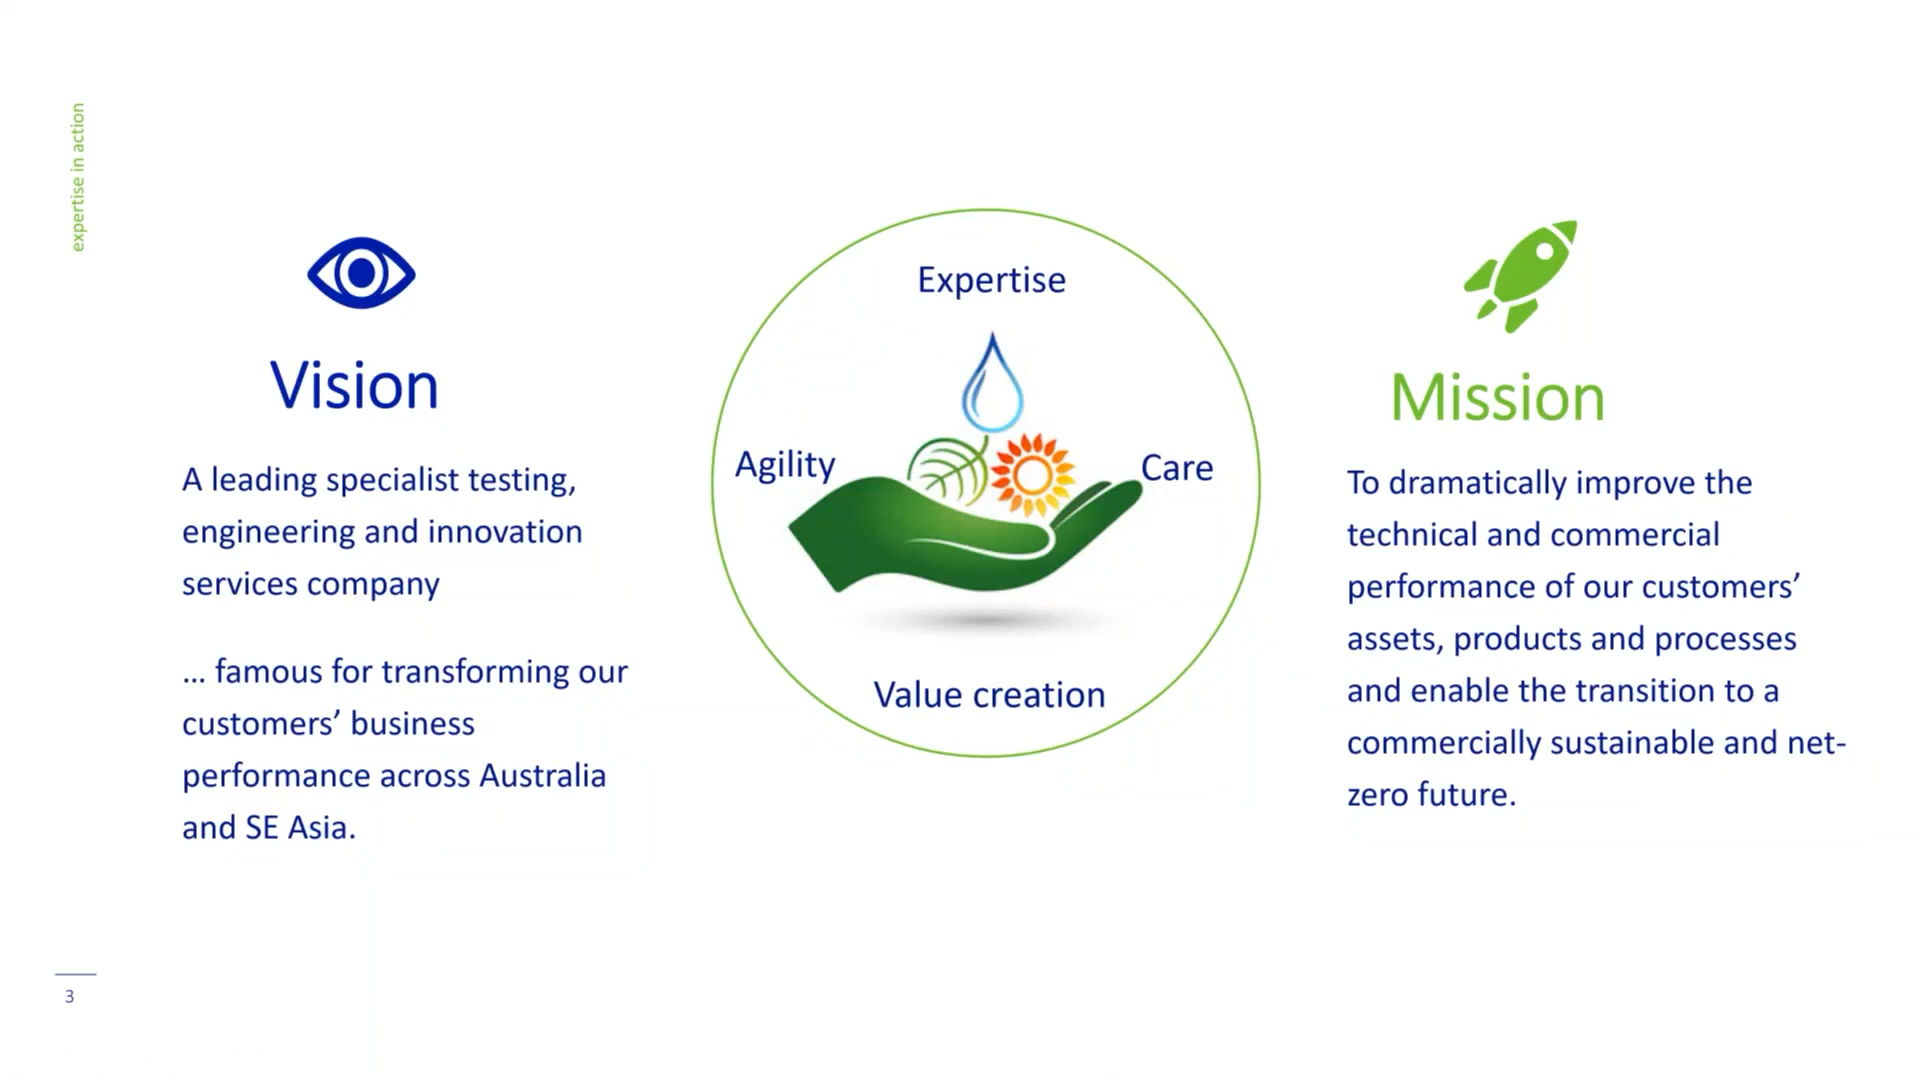 expertise in action
Vision
A leading specialist testing,
engineering and innovation
services company
... famous for transforming our
customers’ business
performance across Australia
and SE Asia.
Expertise
Agility
Care
Value creation
Mission
To dramatically improve the
technical and commercial
performance of our customers’
assets, products and processes
and enable the transition to a
commercially sustainable and net-
zero future.
3